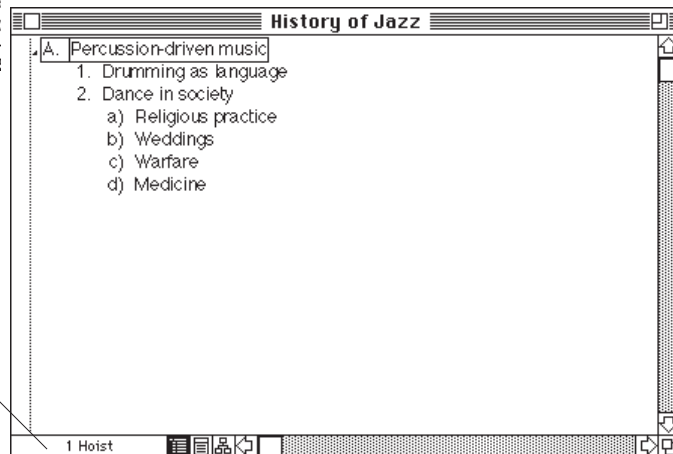 History of Jazz
A. Percussion-driven music
1. Drumming as language
2. Dance in society
a) Religious practice
b) Weddings
c) Warfare
d) Medicine
1 Hoist